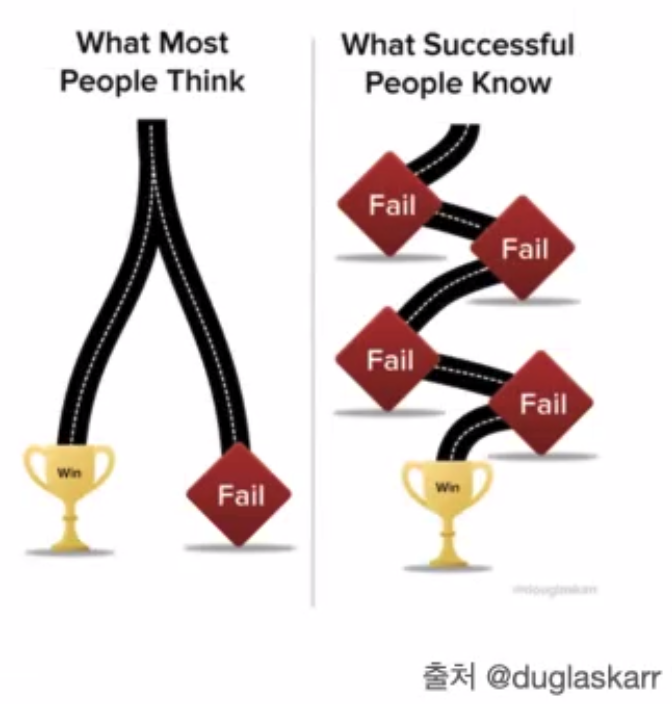 What Most
People Think
Win
Fail
What Successful
People Know
Fail
Fail
Fail
Fail
Win
@douglaskarr
출처 @duglaskarr